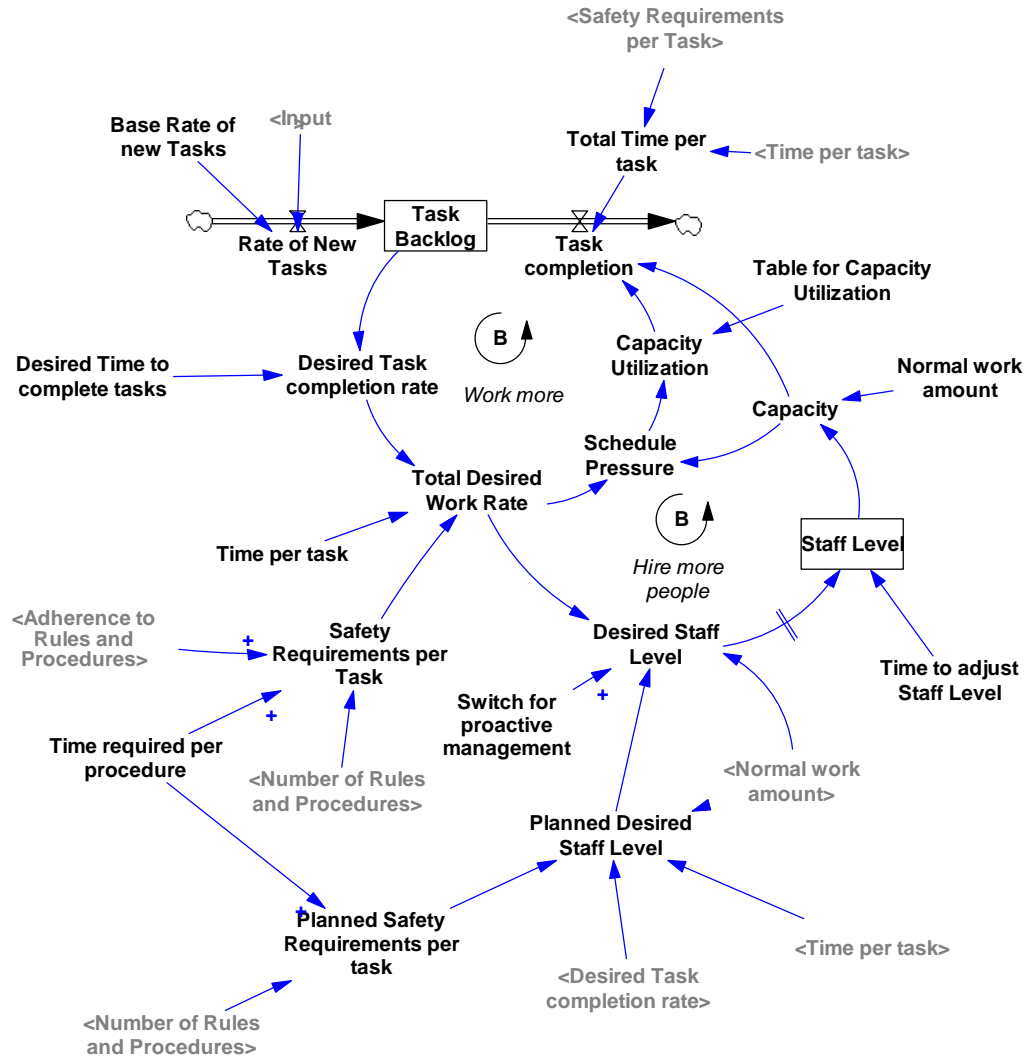 <Safety Requirements
per Task>
Base Rate of
new Tasks
<Input
>
Total Time per
task
<Time per task>
Task
Backlog
Rate of New
Tasks
Task
completion
Table for Capacity
Utilization
B
Work more
Capacity
Utilization
Desired Time to
complete tasks
Desired Task
completion rate
Normal work
amount
Capacity
Schedule
Pressure
Total Desired
Work Rate
B
Hire more
people
Time per task
Staff Level
<Adherence to
Rules and
Procedures>
+
Safety
Requirements per
Task
Desired Staff
Level
Time to adjust
Staff Level
Switch for
proactive
management
+
+
Time required per
procedure
<Number of Rules
and Procedures>
<Normal work
amount>
Planned Desired
Staff Level
+
Planned Safety
Requirements per
task
<Time per task>
<Desired Task
completion rate>
<Number of Rules
and Procedures>